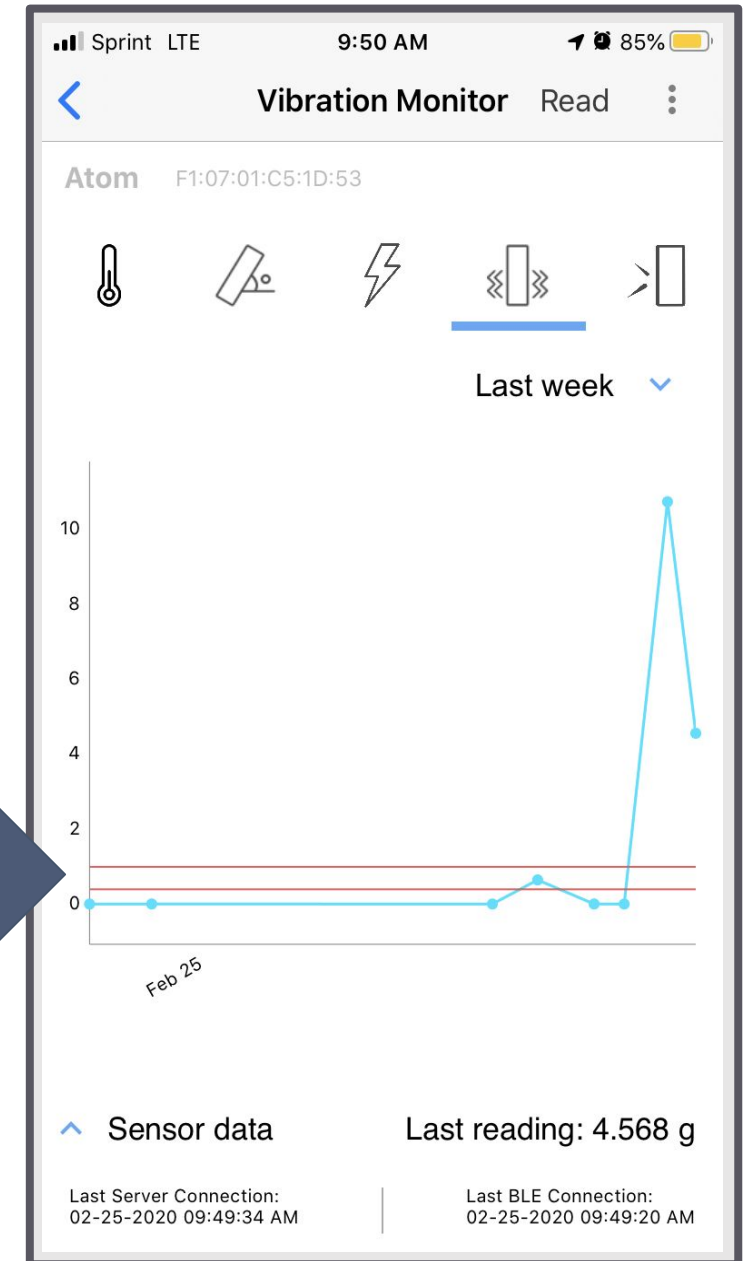 Sprint LTE 9:50 AM 85%
Vibration Monitor Read
Atom F1:07:01:C5:1D:53
Last week
10
8
6
4
2
0
Feb 25
Sensor data Last reading: 4.568 g
Last Server Connection: Last BLE Connection:
02-25-2020 09:49:34 AM 02-25-2020 09:49:20 AM